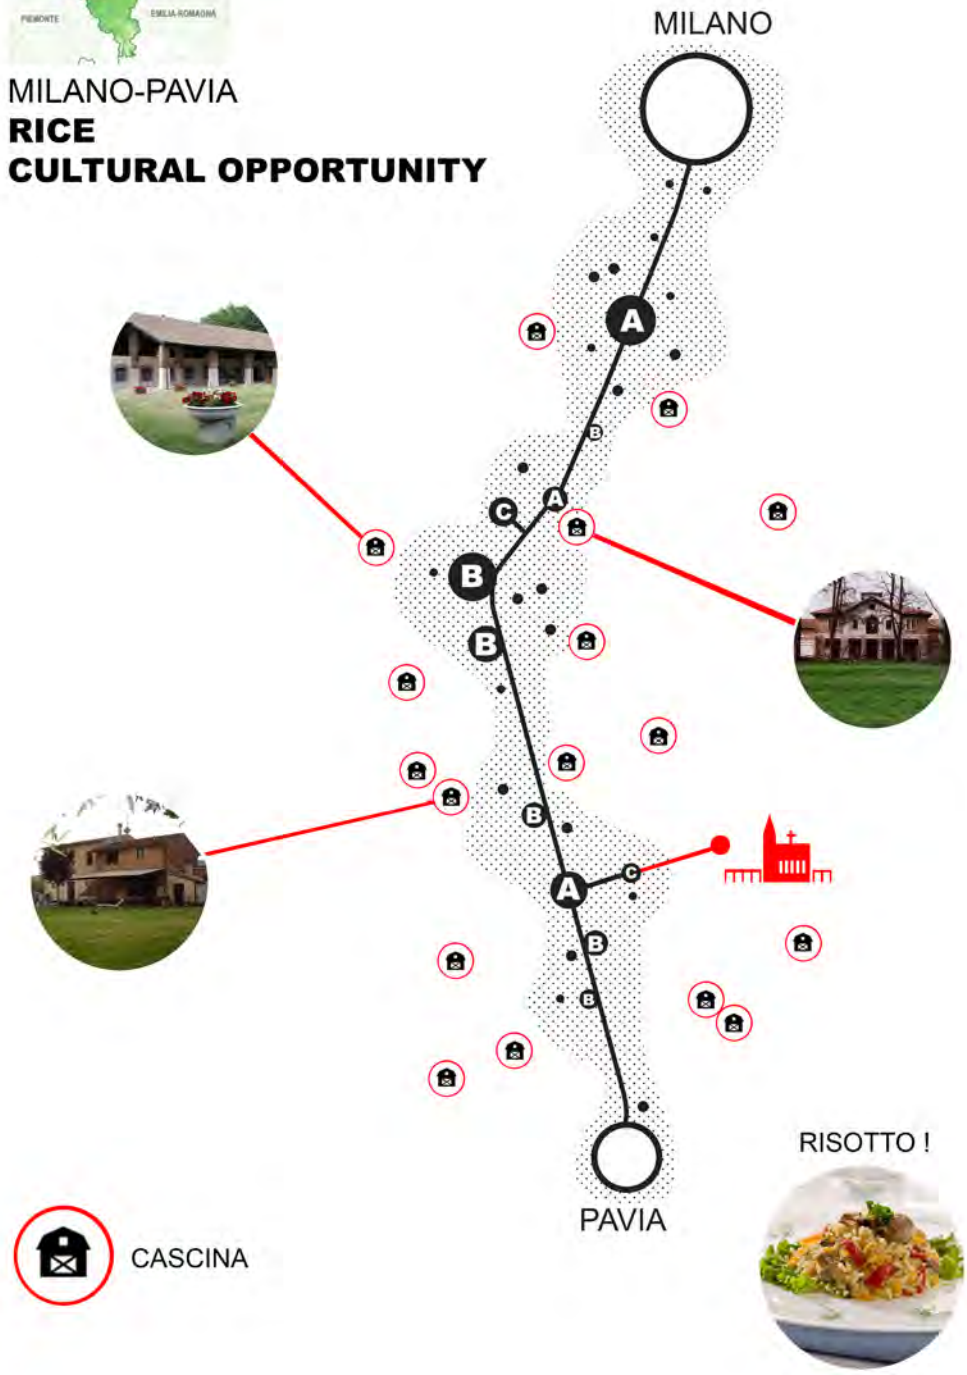 PIEMONTE
EMILIA-ROMAGNA
MILANO-PAVIA
RICE
CULTURAL OPPORTUNITY
MILANO
A
B
A
C
B
B
B
A
C
B
B
PAVIA
RISOTTO !
CASCINA